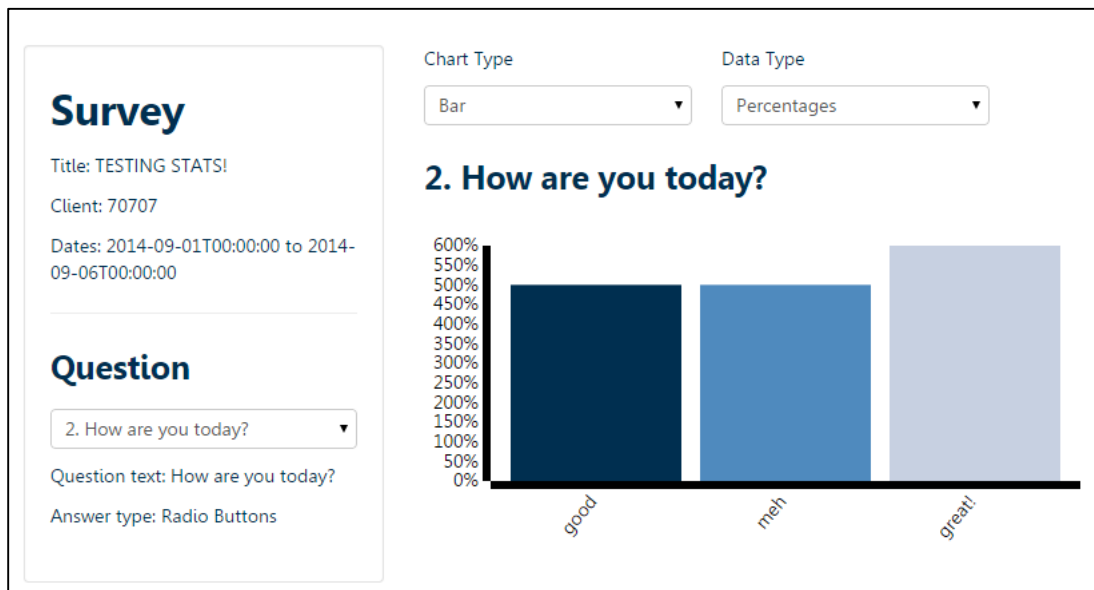 Survey
Title: TESTING STATS!
Client: 70707
Dates: 2014-09-01T00:00:00 to 2014-
09-06T00:00:00
Question
2. How are you today?
Question text: How are you today?
Answer type: Radio Buttons
Chart Type
Data Type
Bar
Percentages
2. How are you today?
600%
550%
500%
450%
400%
350%
300%
250%
200%
150%
100%
50%
0%
good
meh
great!